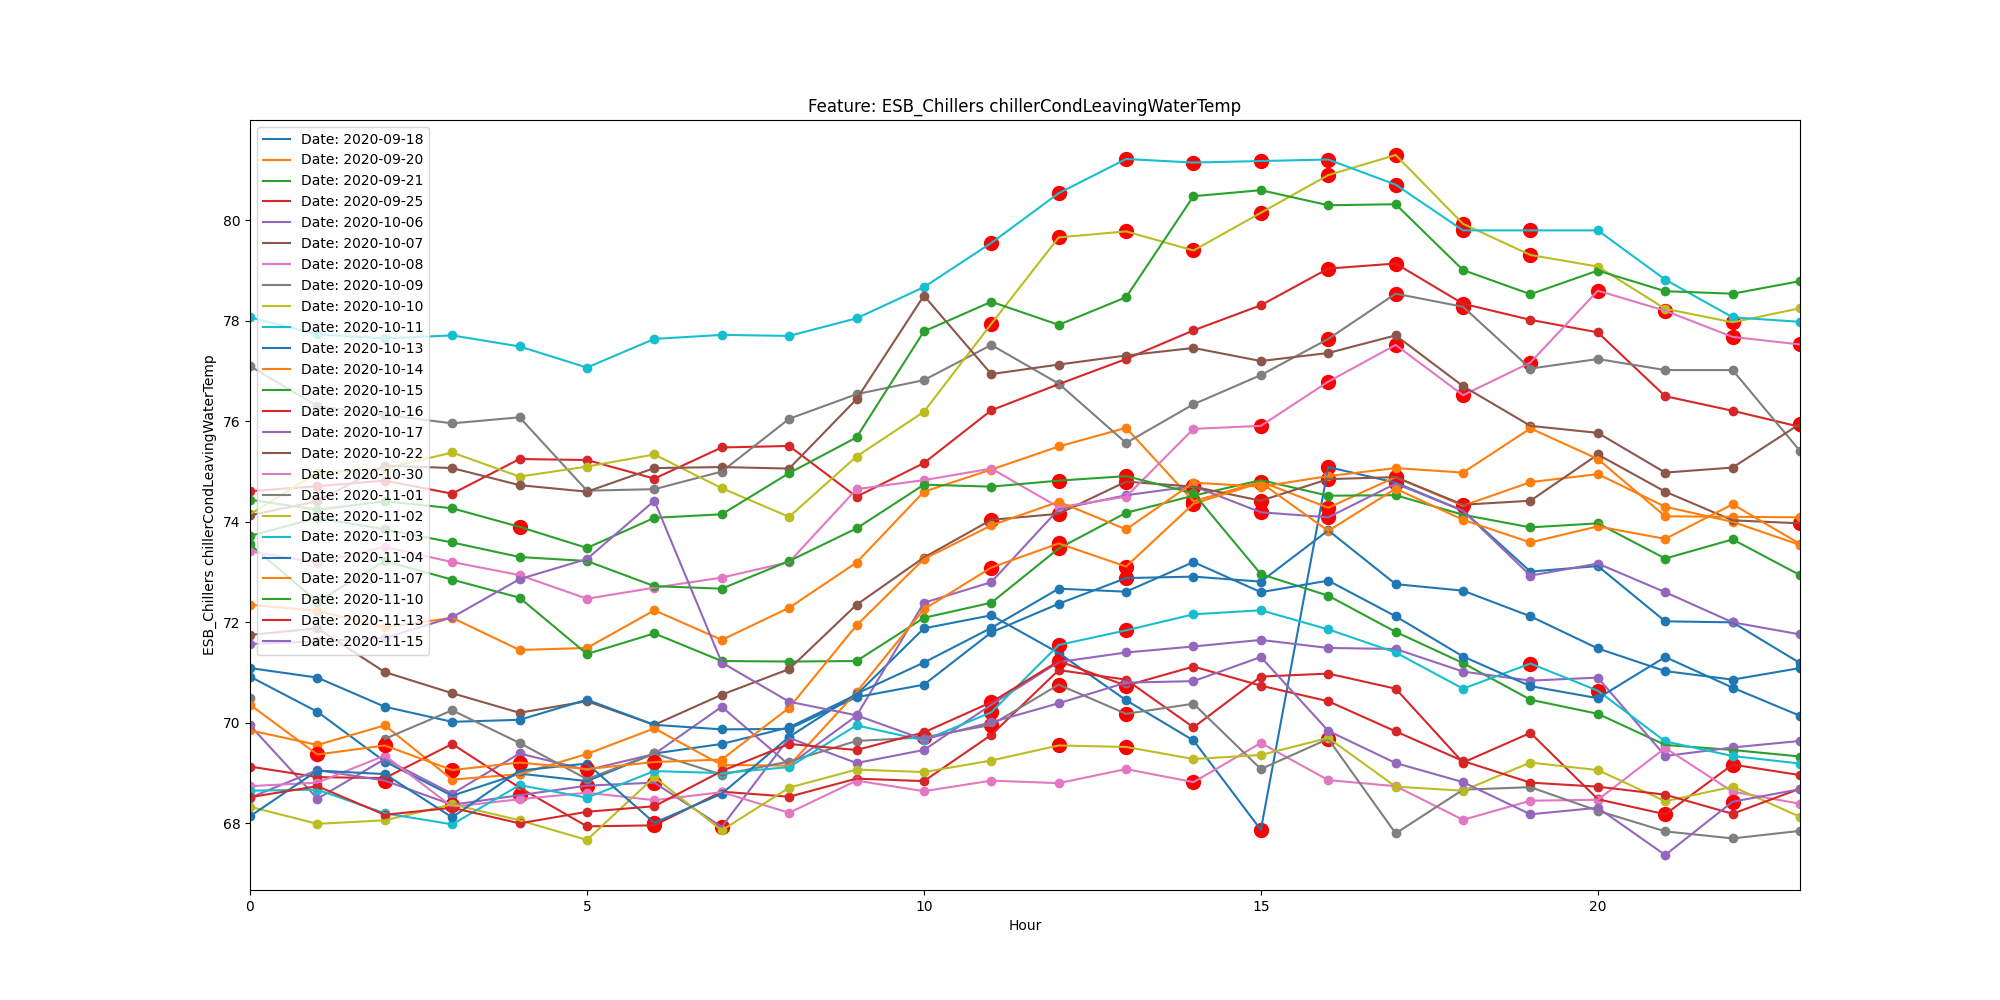 Feature: ESB_Chillers chillerCondLeavingWaterTemp
Date: 2020-09-18
Date: 2020-09-20
Date: 2020-09-21
Date: 2020-09-25
Date: 2020-10-06
Date: 2020-10-07
Date: 2020-10-08
Date: 2020-10-09
Date: 2020-10-10
Date: 2020-10-11
Date: 2020-10-13
Date: 2020-10-14
Date: 2020-10-15
Date: 2020-10-16
Date: 2020-10-17
Date: 2020-10-22
Date: 2020-10-30
Date: 2020-11-01
Date: 2020-11-02
Date: 2020-11-03
Date: 2020-11-04
Date: 2020-11-07
Date: 2020-11-10
Date: 2020-11-13
Date: 2020-11-15
ESB_Chillers chillerCondLeavingWaterTemp
80
78
76
74
72
70
68
0 5 10 15 20
Hour